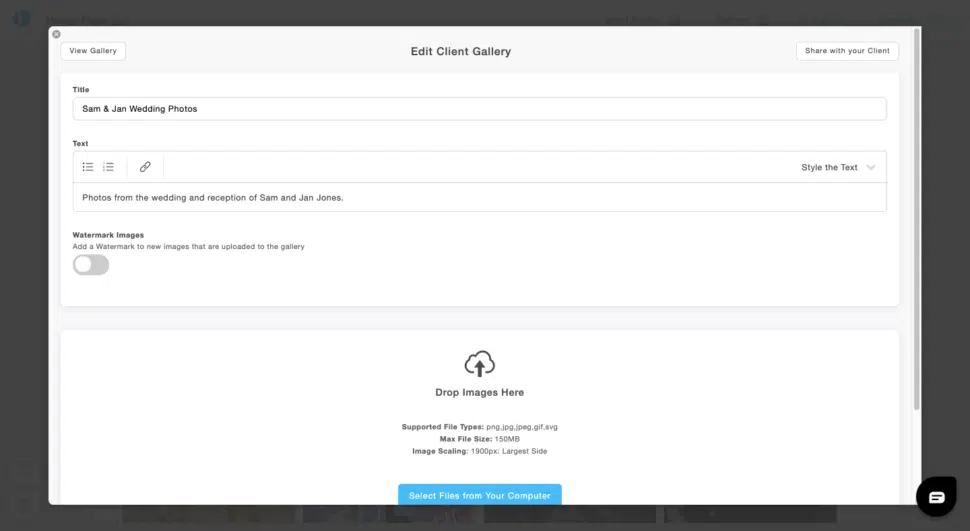 View Gallery
Edit Client Gallery
Share with your Client
Title
Sam & Jan Wedding Photos
Text
Style the Text
Photos from the wedding and reception of Sam and Jan Jones.
Watermark Images
Add a Watermark to new images that are uploaded to the gallery
Drop Images Here
Supported File Types: png,jpg,jpeg,gif,svg
Max File Size: 150MB
Image Scaling: 1900px: Largest Side
Select Files from Your Computer